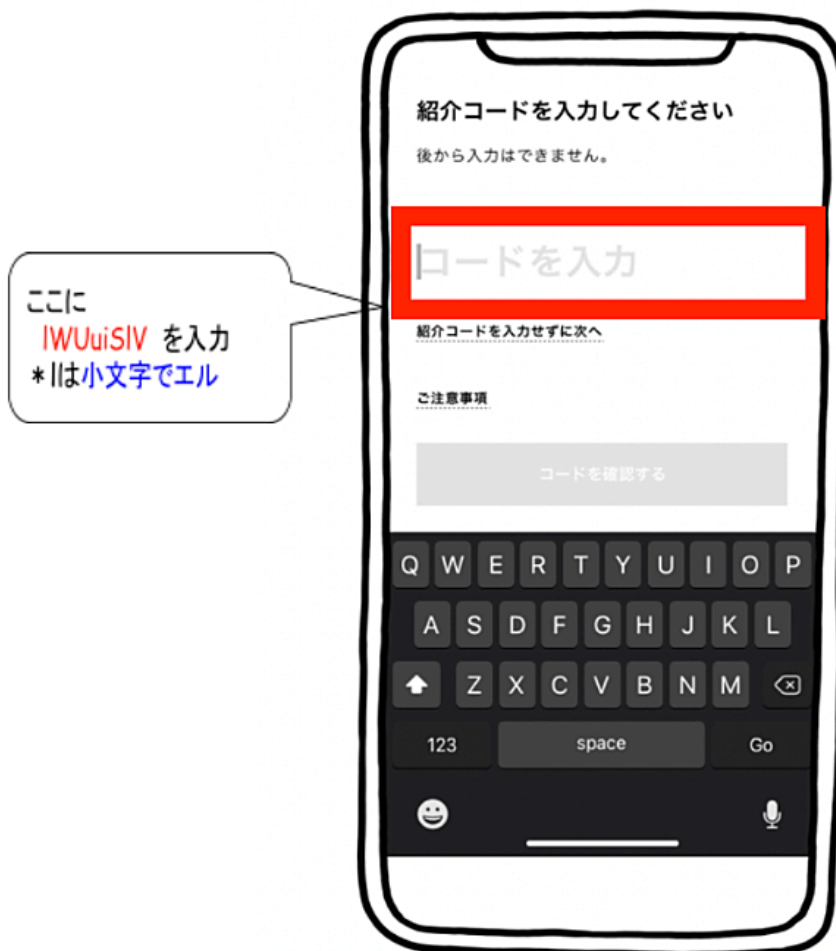 紹介コードを入力してください
後から入力はできません。
コードを入力
ここに
lWUuiSlV を入力
*lは小文字でエル
紹介コードを入力せずに次へ
ご注意事項
コードを確認する
Q W E R T Y U I O P
A S D F G H J K L
Z X C V B N M
123 space Go